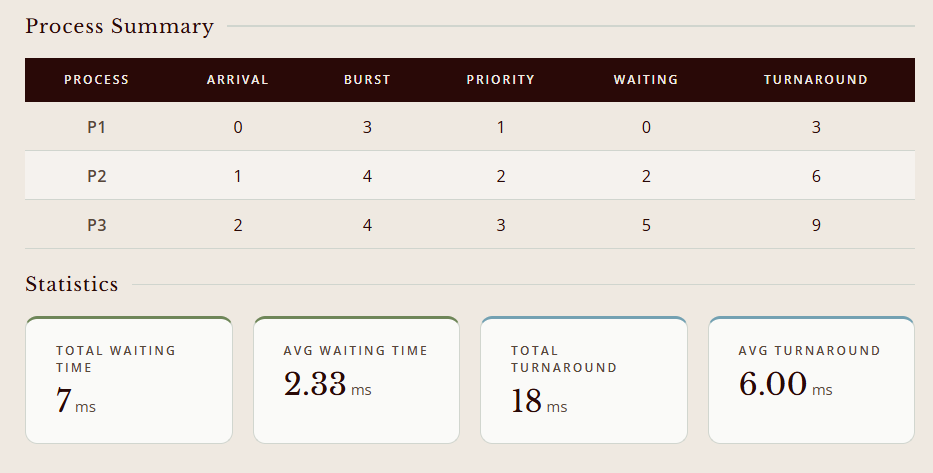 Process Summary
PROCESS ARRIVAL BURST PRIORITY WAITING TURNAROUND
P1 0 3 1 0 3
P2 1 4 2 2 6
P3 2 4 3 5 9
Statistics
TOTAL WAITING
TIME
7 ms
AVG WAITING TIME
2.33 ms
TOTAL
TURNAROUND
18 ms
AVG TURNAROUND
6.00 ms